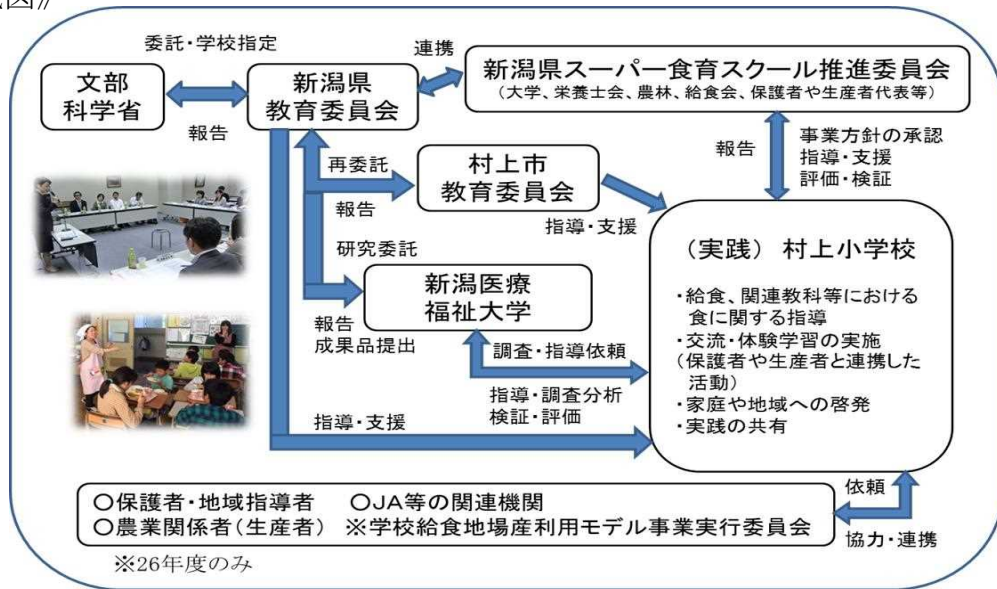 委託・学校指定
文部
科学省
報告
新潟県
教育委員会
連携
新潟県スーパー食育スクール推進委員会
（大学、栄養士会、農林、給食会、保護者や生産者代表等）
報告
事業方針の承認
指導・支援
評価・検証
再委託
報告
村上市
教育委員会
指導・支援
研究委託
新潟医療
福祉大学
報告
成果品提出
調査・指導依頼
指導・調査分析
検証・評価
指導・支援
（実践）村上小学校
・給食、関連教科等における
食に関する指導
・交流・体験学習の実施
（保護者や生産者と連携した
活動）
・家庭や地域への啓発
・実践の共有
〇保護者・地域指導者　〇JA等の関連機関
〇農業関係者（生産者）　※学校給食地場産利用モデル事業実行委員会
依頼
協力・連携
※26年度のみ